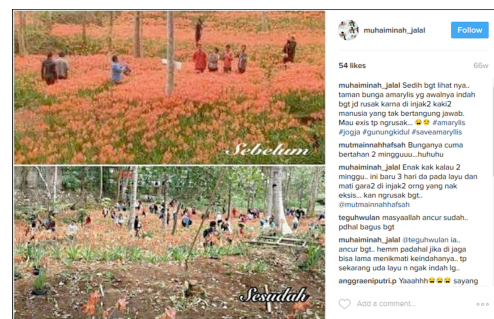 muhaiminah_jalal
Follow
54 likes
66w
muhaiminah_jalal Sedih bgt lihat nya..
taman bunga amarylis yg awalnya indah
bgt jd rusak karna di injak2 kaki2
manusia yang tak bertangung jawab.
Mau exis tp ngrusak... 😫😢 #amarylis
#jogja #gunungkidul #saveamaryllis
mutmainnahhafsah Bunganya cuma
bertahan 2 mingguuu...huhuhu
muhaiminah_jalal Enak kak kalau 2
minggu.. ini baru 3 hari da pada layu dan
mati gara2 di injak2 orng yang nak
eksis... kan ngrusak bgt..
@mutmainnahhafsah
teguhwulan masyaallah ancur sudah..
pdhal bagus bgt
muhaiminah_jalal @teguhwulan ia..
ancur bgt.. hemm padahal jika di jaga
bisa lama menikmati keindahanya.. tp
sekarang uda layu n ngak indah lg..
anggraeniputri.p Yaaahhh😫😫😫 sayang
Add a comment...
Sebelum
Sesudah